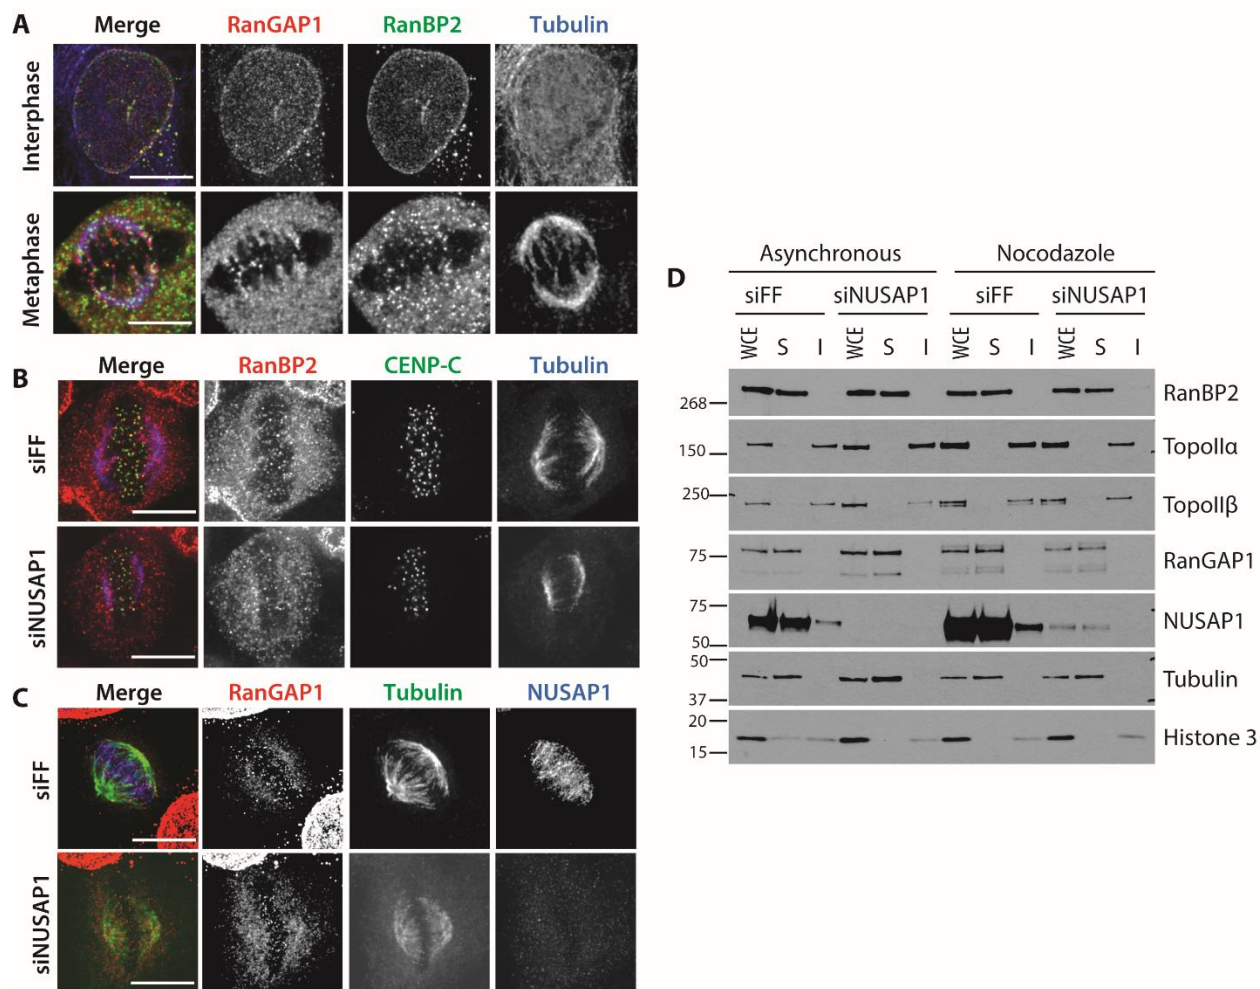 A
Merge RanGAP1 RanBP2 Tubulin
Interphase
Metaphase
B
Merge RanBP2 CENP-C Tubulin
siFF
siNUSAP1
C
Merge RanGAP1 Tubulin NUSAP1
siFF
siNUSAP1
D
Asynchronous Nocodazole
siFF siNUSAP1 siFF siNUSAP1
WCE S I WCE S I WCE S I WCE S I
268 RanBP2
150 TopoIIα
250 TopoIIβ
75 RanGAP1
75
50 NUSAP1
50
37 Tubulin
20
15 Histone 3